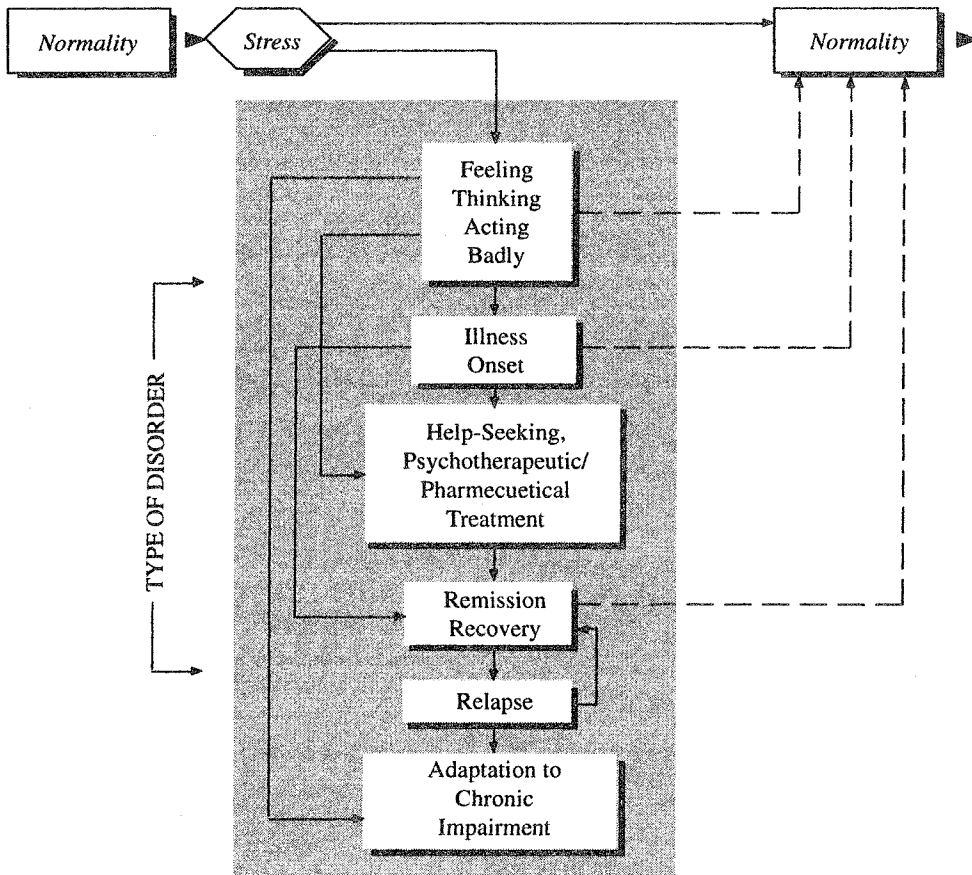 Normality
Stress
Normality
Feeling
Thinking
Acting
Badly
Illness
Onset
Help-Seeking,
Psychotherapeutic/
Pharmecuetical
Treatment
TYPE OF DISORDER
Remission
Recovery
Relapse
Adaptation to
Chronic
Impairment